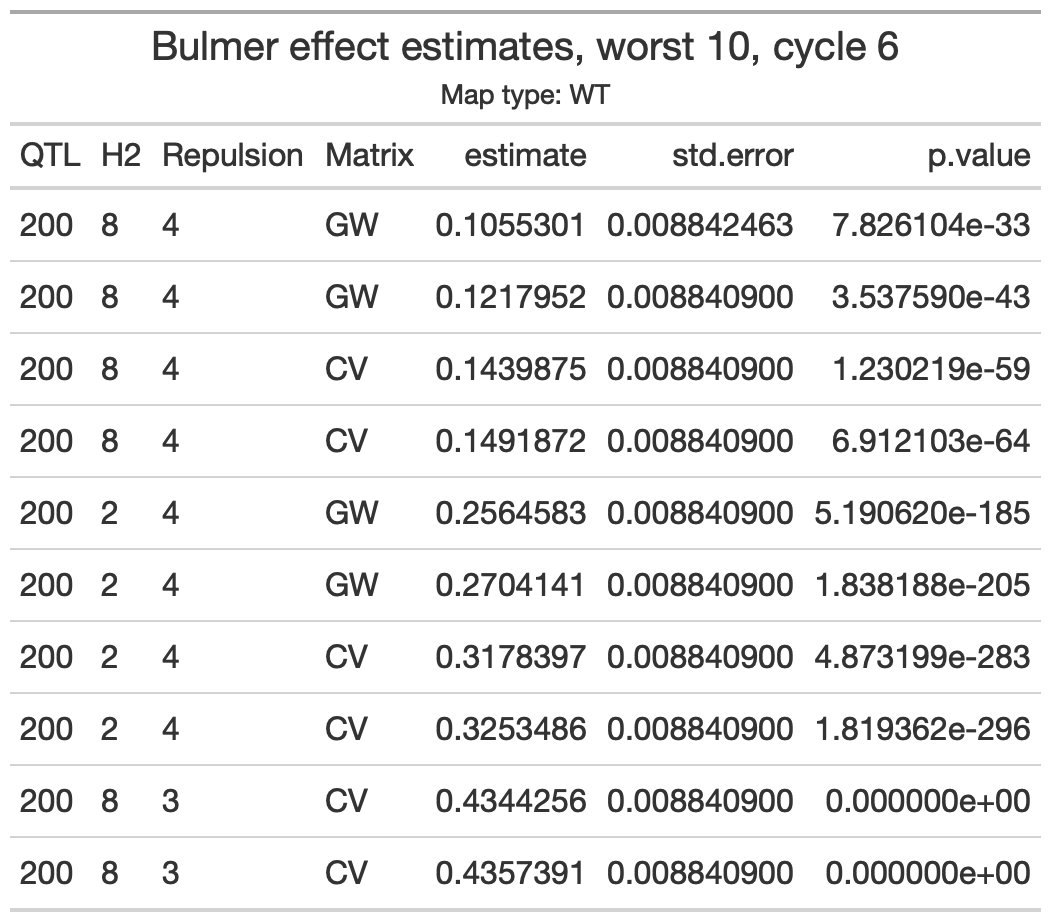 Bulmer effect estimates, worst 10, cycle 6
Map type: WT
QTL H2 Repulsion Matrix estimate std.error p.value
200 8 4 GW 0.1055301 0.008842463 7.826104e-33
200 8 4 GW 0.1217952 0.008840900 3.537590e-43
200 8 4 CV 0.1439875 0.008840900 1.230219e-59
200 8 4 CV 0.1491872 0.008840900 6.912103e-64
200 2 4 GW 0.2564583 0.008840900 5.190620e-185
200 2 4 GW 0.2704141 0.008840900 1.838188e-205
200 2 4 CV 0.3178397 0.008840900 4.873199e-283
200 2 4 CV 0.3253486 0.008840900 1.819362e-296
200 8 3 CV 0.4344256 0.008840900 0.000000e+00
200 8 3 CV 0.4357391 0.008840900 0.000000e+00